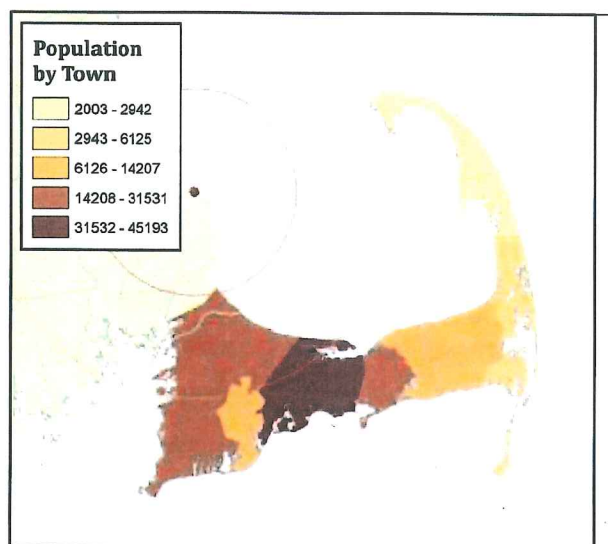 Population
by Town
2003 - 2942
2943 - 6125
6126 - 14207
14208 - 31531
31532 - 45193